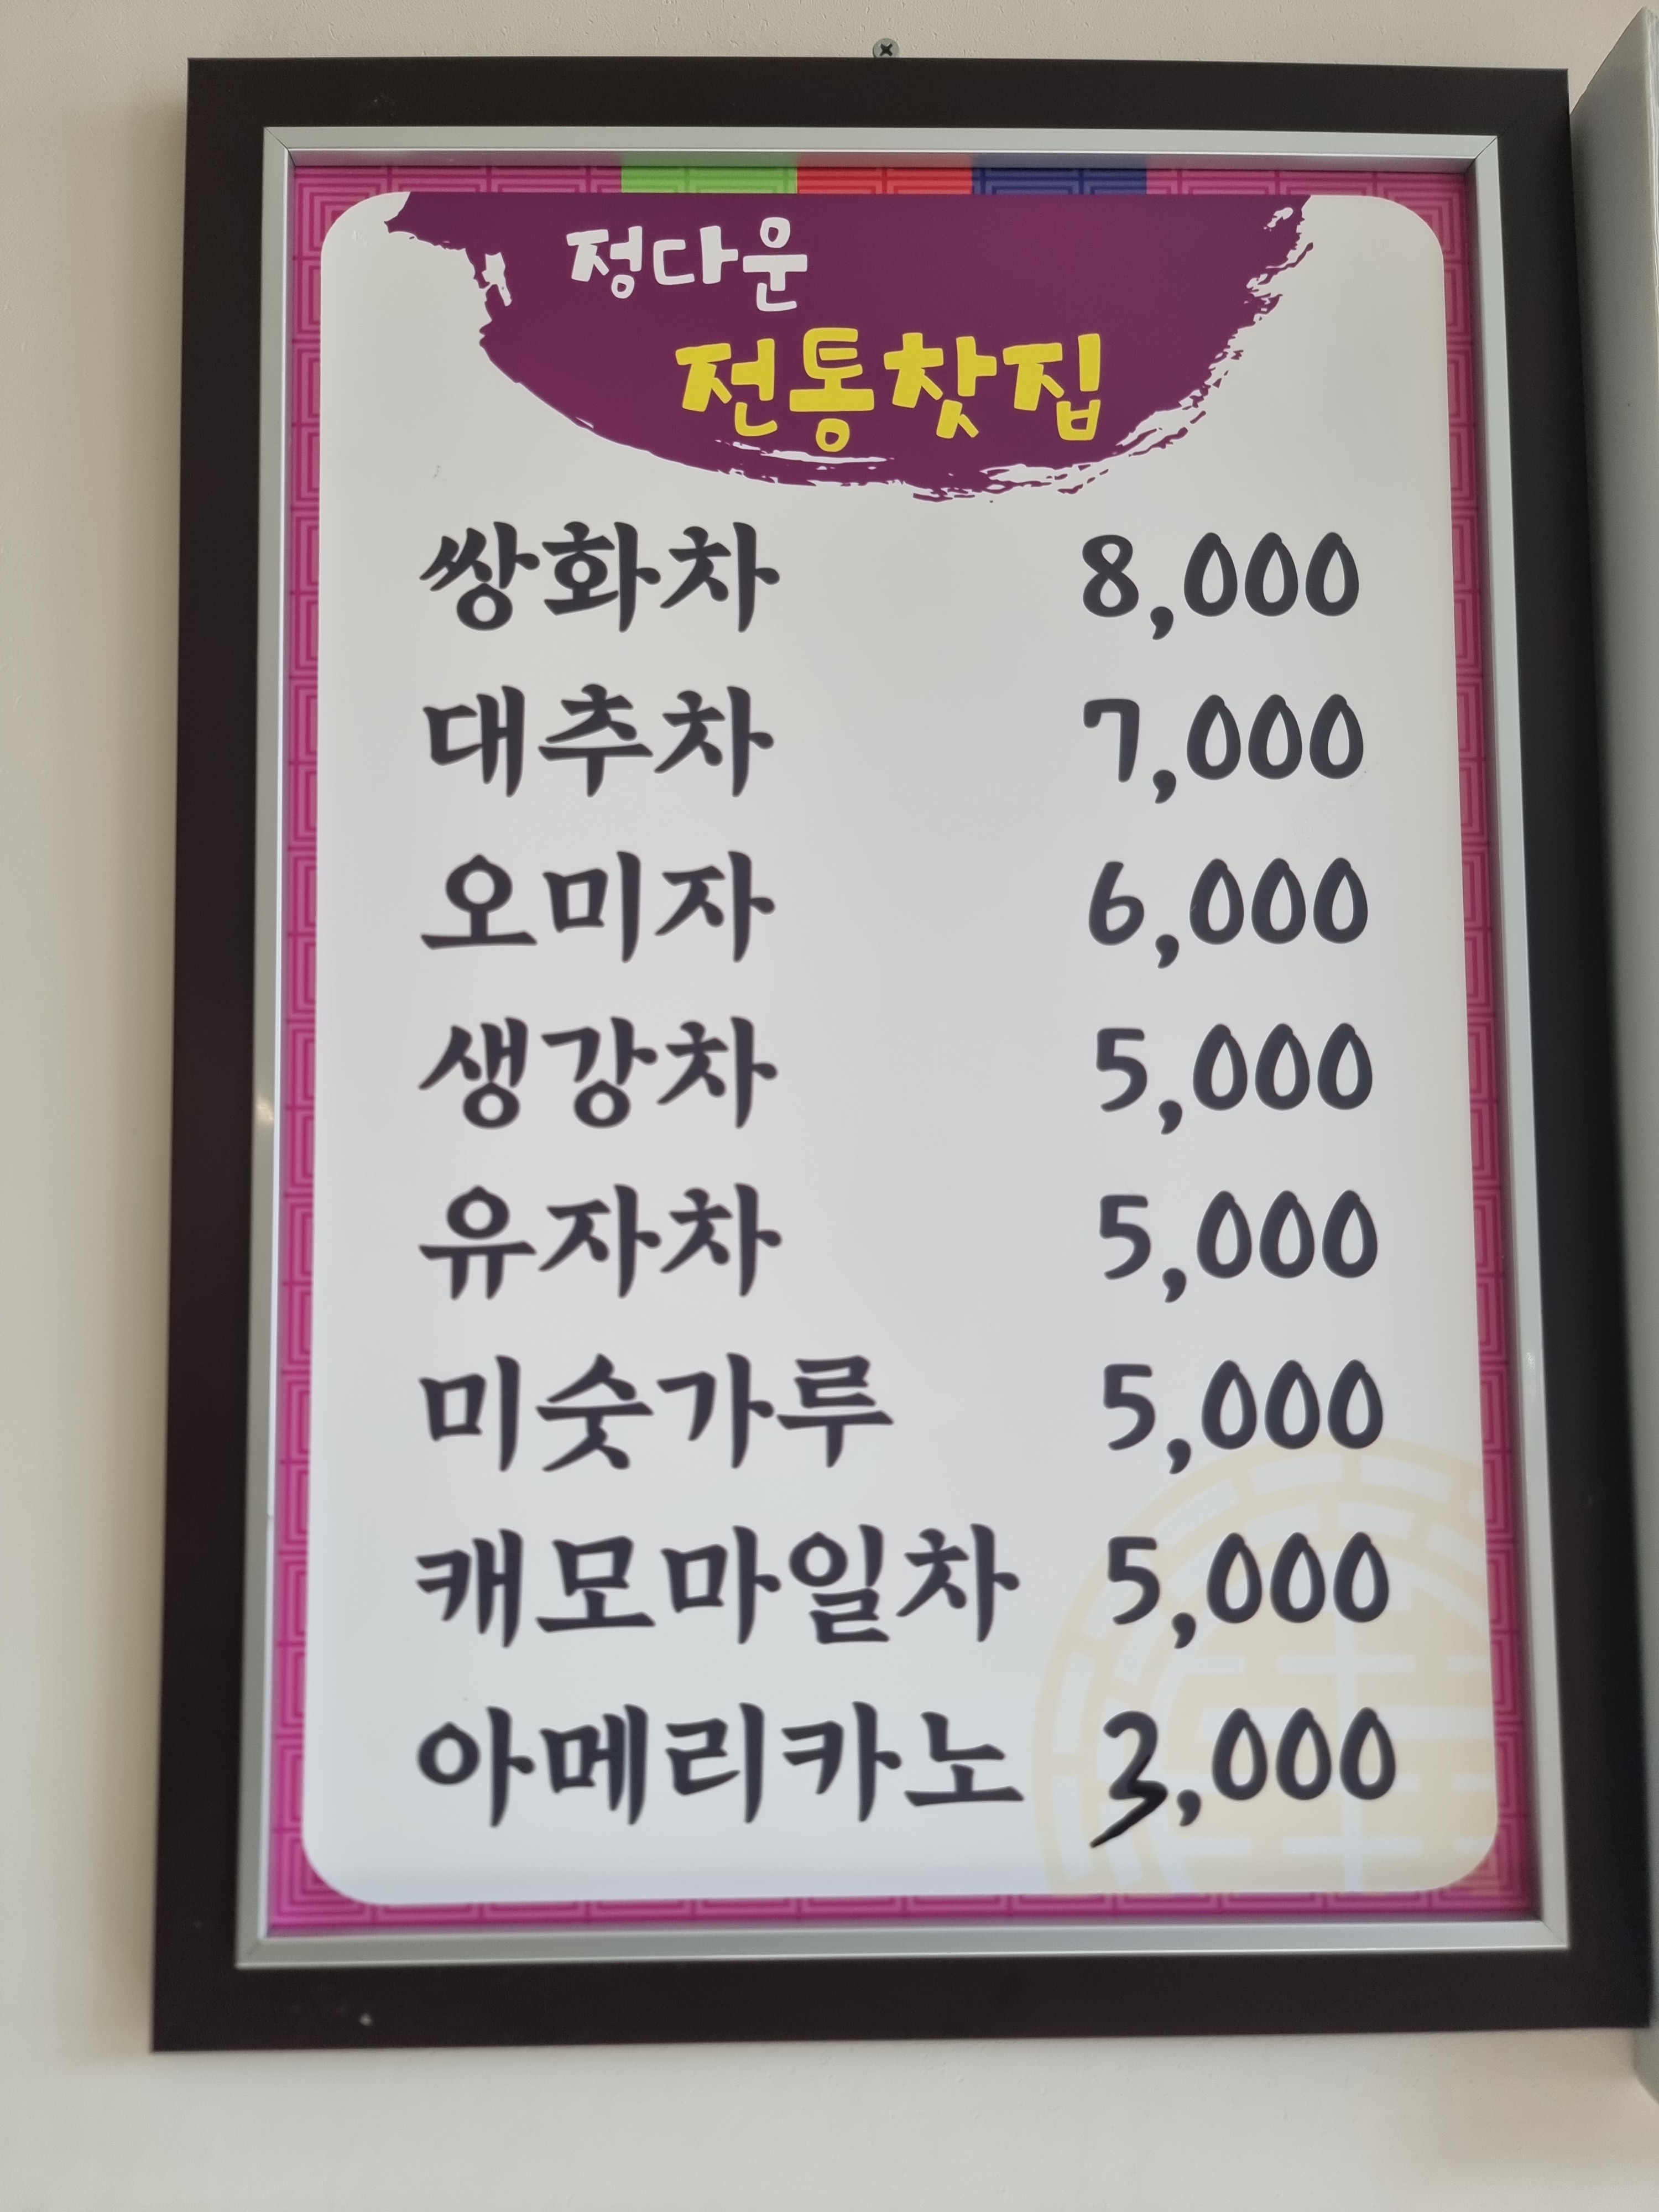 정다운
전통찻집
쌍화차 8,000
대추차 7,000
오미자 6,000
생강차 5,000
유자차 5,000
미숫가루 5,000
캐모마일차 5,000
아메리카노 3,000